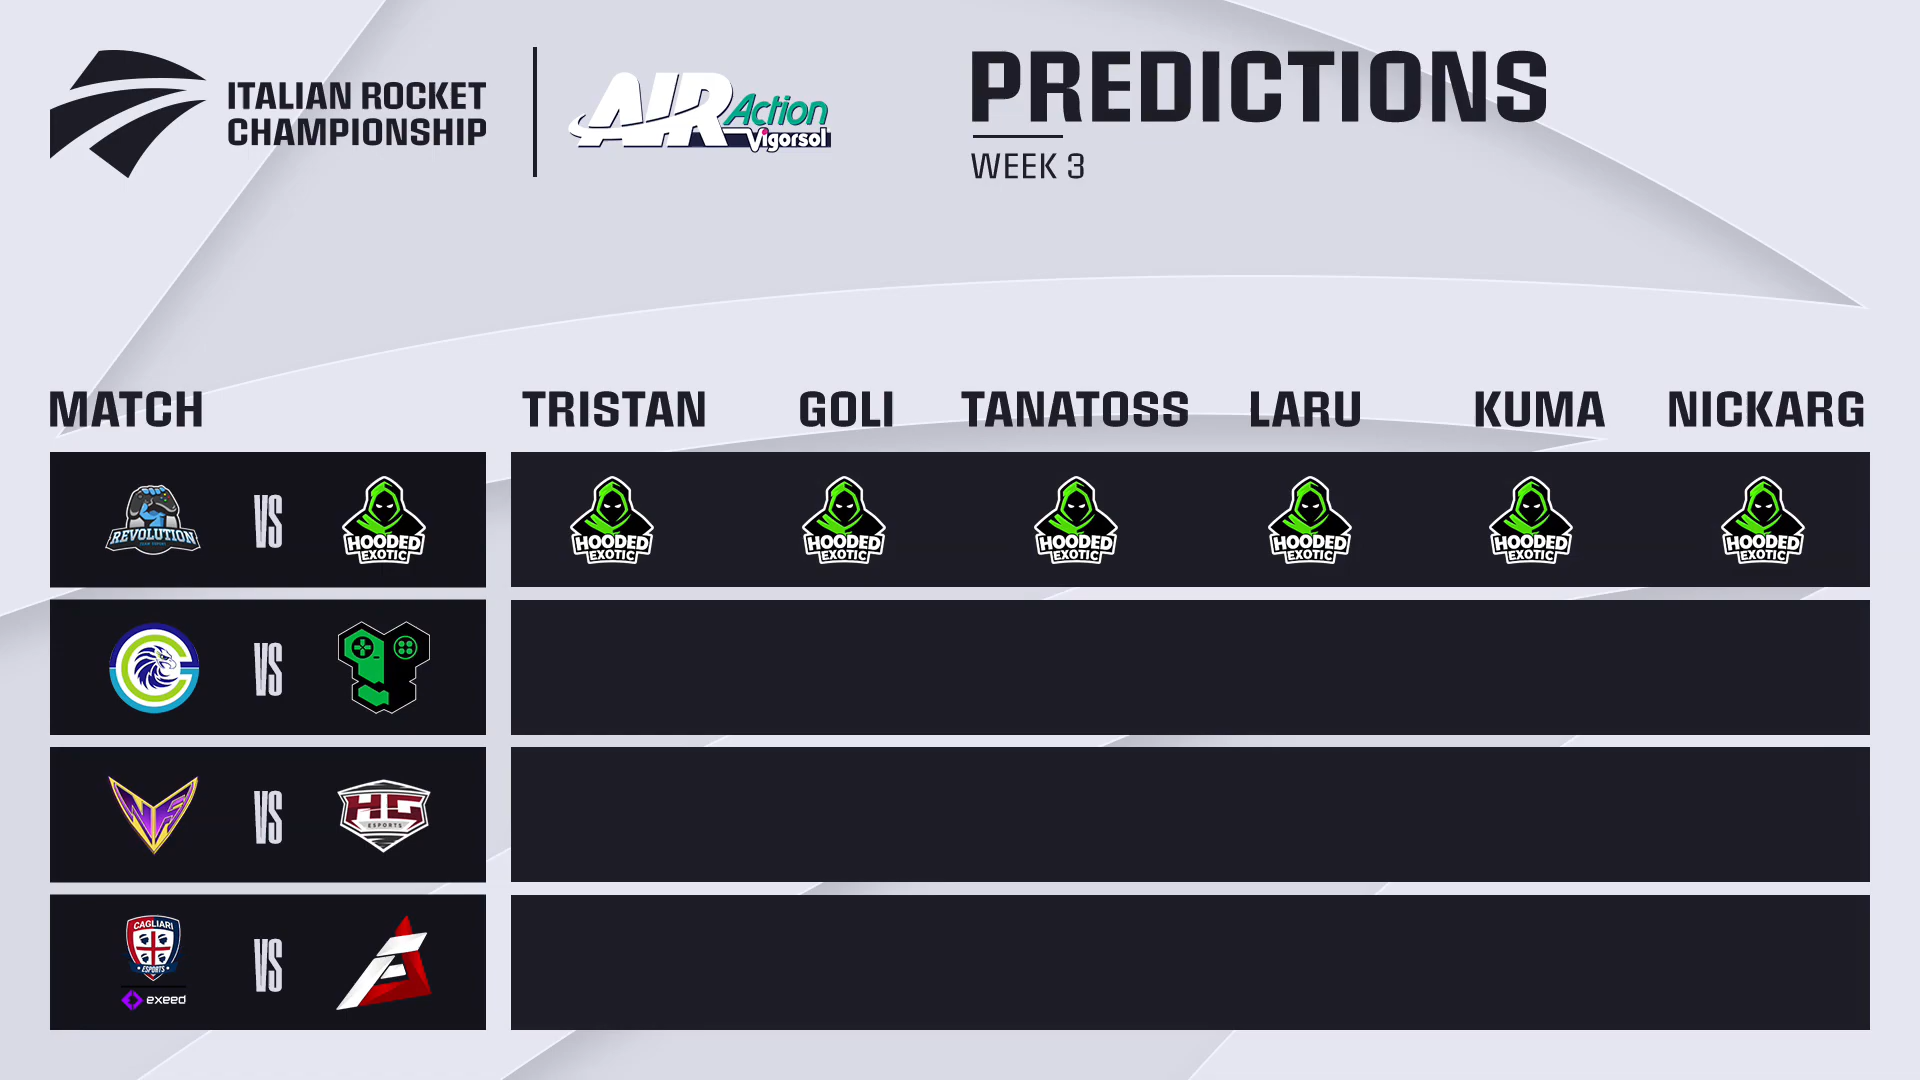 ITALIAN ROCKET
CHAMPIONSHIP
AIR Action
Vigorsol
PREDICTIONS
WEEK 3
MATCH TRISTAN GOLI TANATOSS LARU KUMA NICKARG
REVOLUTION
VS
HOODED
EXOTIC
HOODED
EXOTIC
HOODED
EXOTIC
HOODED
EXOTIC
HOODED
EXOTIC
HOODED
EXOTIC
HOODED
EXOTIC
VS
VS
HG
ESPORTS
CAGLIARI
ESPORTS
exeed
VS